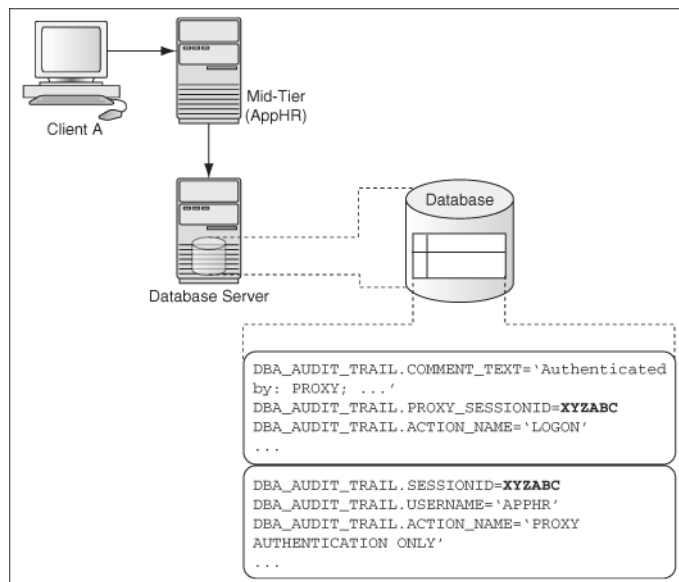 Client A
Mid-Tier
(AppHR)
Database Server
Database
DBA_AUDIT_TRAIL.COMMENT_TEXT=‘Authenticated
by: PROXY; ...’
DBA_AUDIT_TRAIL.PROXY_SESSIONID=XYZABC
DBA_AUDIT_TRAIL.ACTION_NAME=‘LOGON’
...
DBA_AUDIT_TRAIL.SESSIONID=XYZABC
DBA_AUDIT_TRAIL.USERNAME=‘APPHR’
DBA_AUDIT_TRAIL.ACTION_NAME=‘PROXY
AUTHENTICATION ONLY’
...